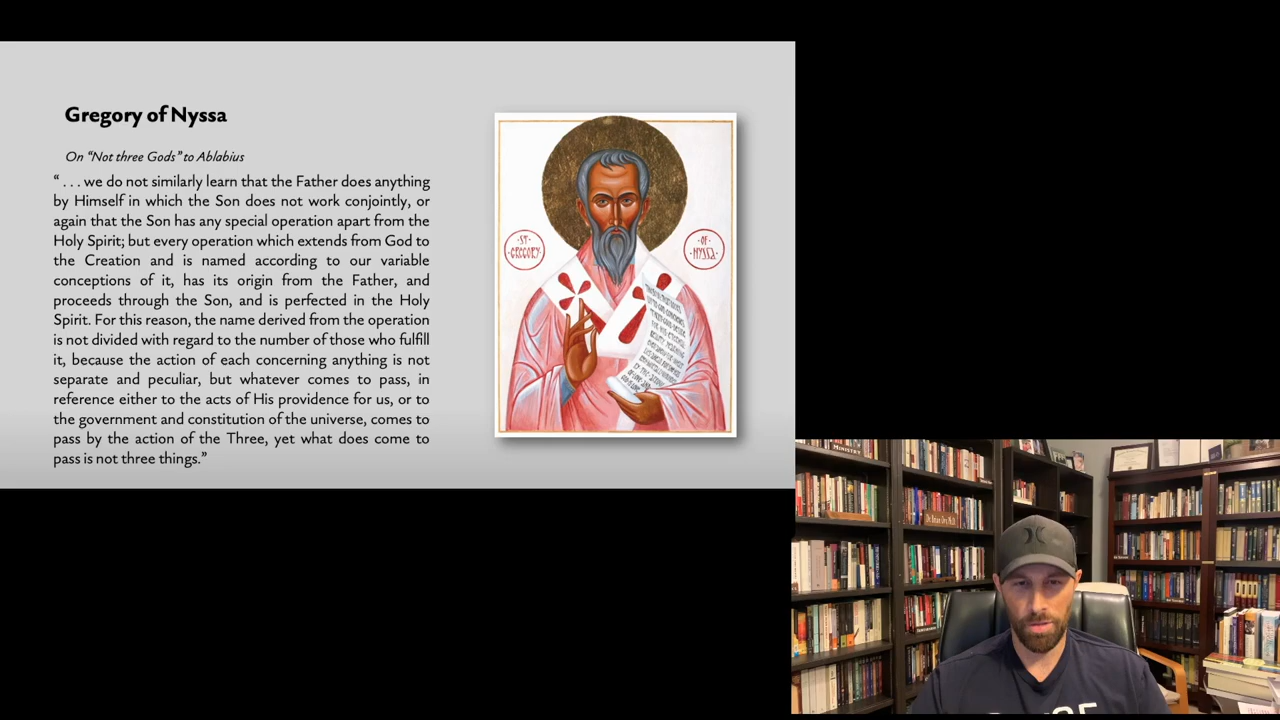 Gregory of Nyssa
On “Not three Gods” to Ablabius
“ . . . we do not similarly learn that the Father does anything
by Himself in which the Son does not work conjointly, or
again that the Son has any special operation apart from the
Holy Spirit; but every operation which extends from God to
the Creation and is named according to our variable
conceptions of it, has its origin from the Father, and
proceeds through the Son, and is perfected in the Holy
Spirit. For this reason, the name derived from the operation
is not divided with regard to the number of those who fulfill
it, because the action of each concerning anything is not
separate and peculiar, but whatever comes to pass, in
reference either to the acts of His providence for us, or to
the government and constitution of the universe, comes to
pass by the action of the Three, yet what does come to
pass is not three things.”
·ST·
GREGORY
·OF·
NYSSA
MINISTRY